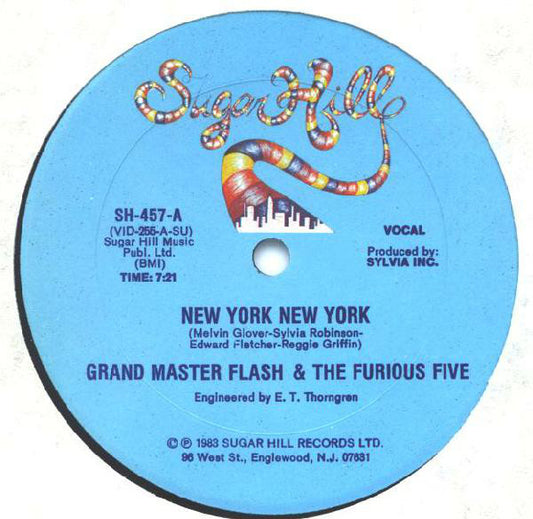 Sugar Hill
SH-457-A
(VID-255-A-SU)
Sugar Hill Music
Publ. Ltd.
(BMI)
TIME: 7:21
VOCAL
Produced by:
SYLVIA INC.
NEW YORK NEW YORK
(Melvin Glover-Sylvia Robinson-
Edward Fletcher-Reggie Griffin)
GRAND MASTER FLASH & THE FURIOUS FIVE
Engineered by E. T. Thorngren
© ℗ 1983 SUGAR HILL RECORDS LTD.
96 West St., Englewood, N.J. 07631